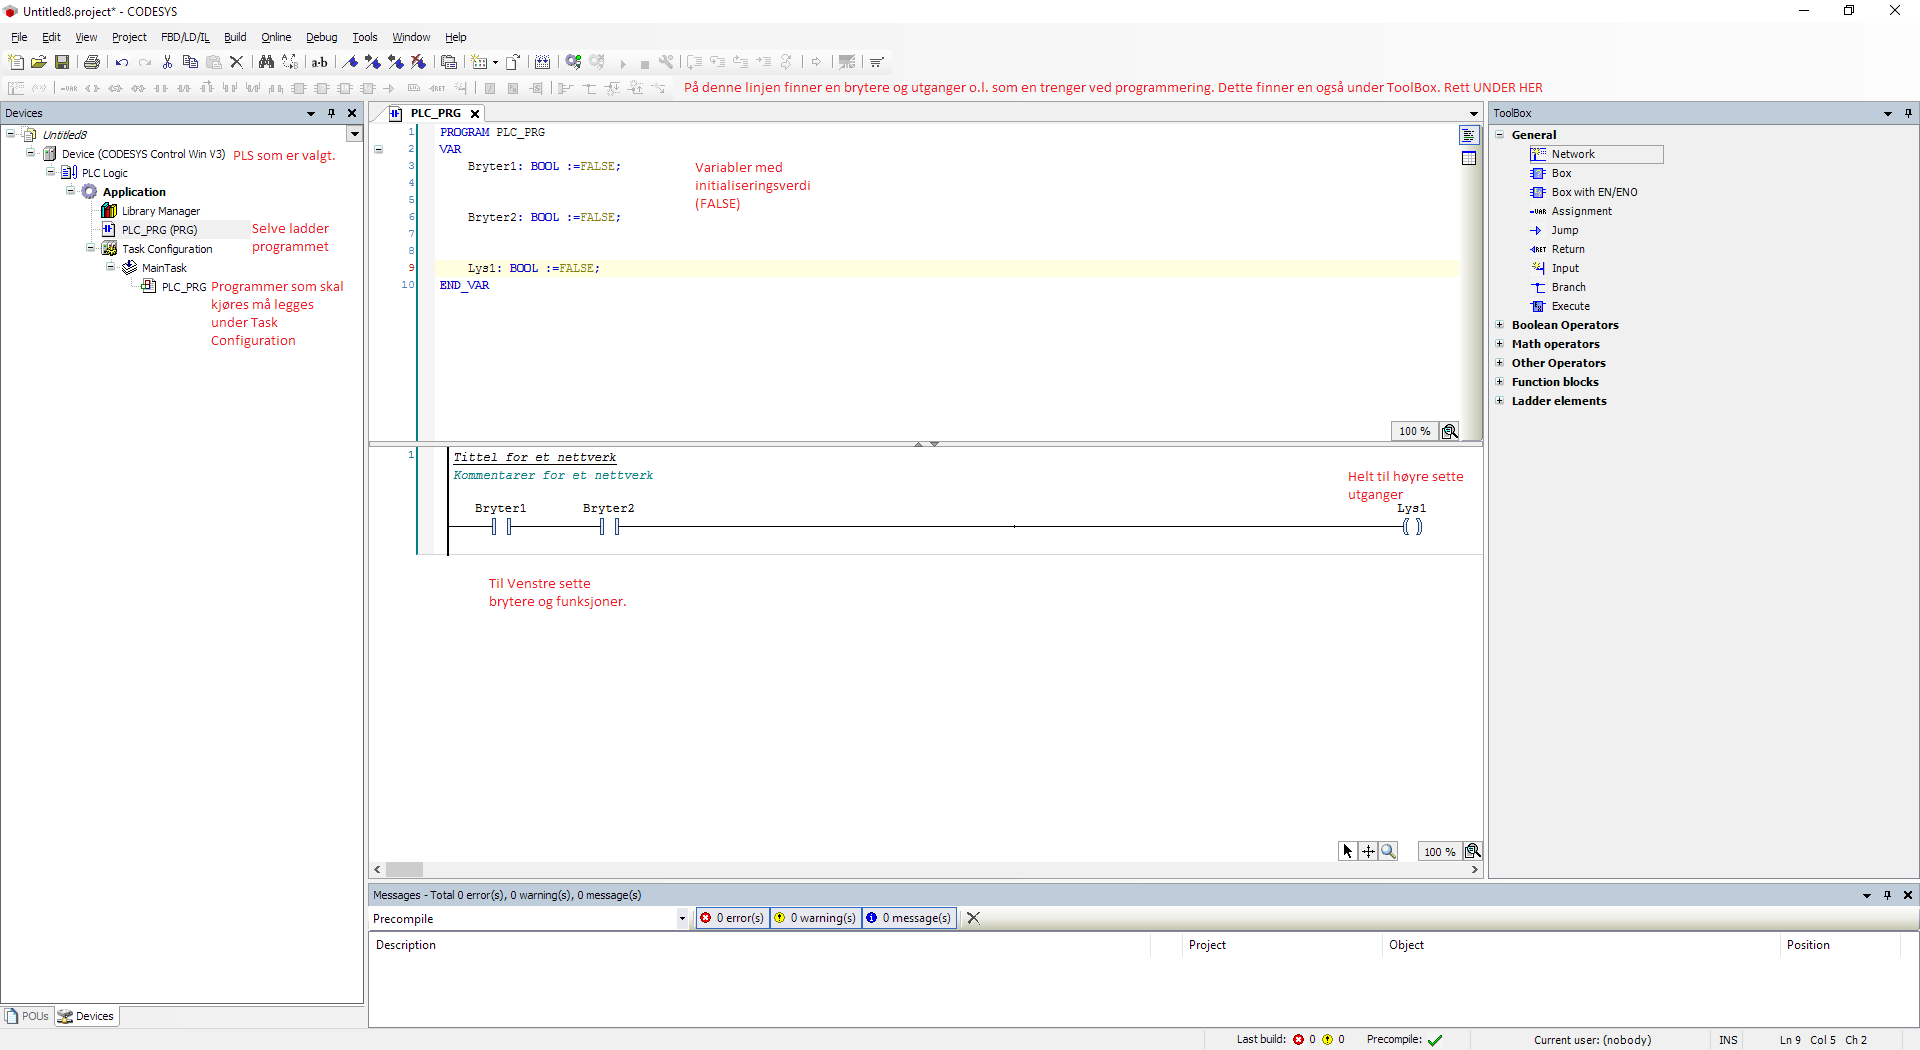 Untitled8.project* - CODESYS
File Edit View Project FBD/LD/IL Build Online Debug Tools Window Help
På denne linjen finner en brytere og utganger o.l. som en trenger ved programmering. Dette finner en også under ToolBox. Rett UNDER HER
Devices
Untitled8
Device (CODESYS Control Win V3) PLS som er valgt.
PLC Logic
Application
Library Manager
PLC_PRG (PRG)
Selve ladder
programmet
Task Configuration
MainTask
PLC_PRG
Programmer som skal
kjøres må legges
under Task
Configuration
POUs Devices
PLC_PRG
1 PROGRAM PLC_PRG
2 VAR
3 Bryter1: BOOL :=FALSE;
4
5
6 Bryter2: BOOL :=FALSE;
7
8
9 Lys1: BOOL :=FALSE;
10 END_VAR
Variabler med
initialiseringsverdi
(FALSE)
100 %
1 Tittel for et nettverk
Kommentarer for et nettverk
Helt til høyre sette
utganger
Bryter1 Bryter2 Lys1
Til Venstre sette
brytere og funksjoner.
100 %
ToolBox
General
Network
Box
Box with EN/ENO
Assignment
Jump
Return
Input
Branch
Execute
Boolean Operators
Math operators
Other Operators
Function blocks
Ladder elements
Messages - Total 0 error(s), 0 warning(s), 0 message(s)
Precompile 0 error(s) 0 warning(s) 0 message(s)
Description Project Object Position
Last build: 0 0 Precompile: Current user: (nobody) INS Ln 9 Col 5 Ch 2